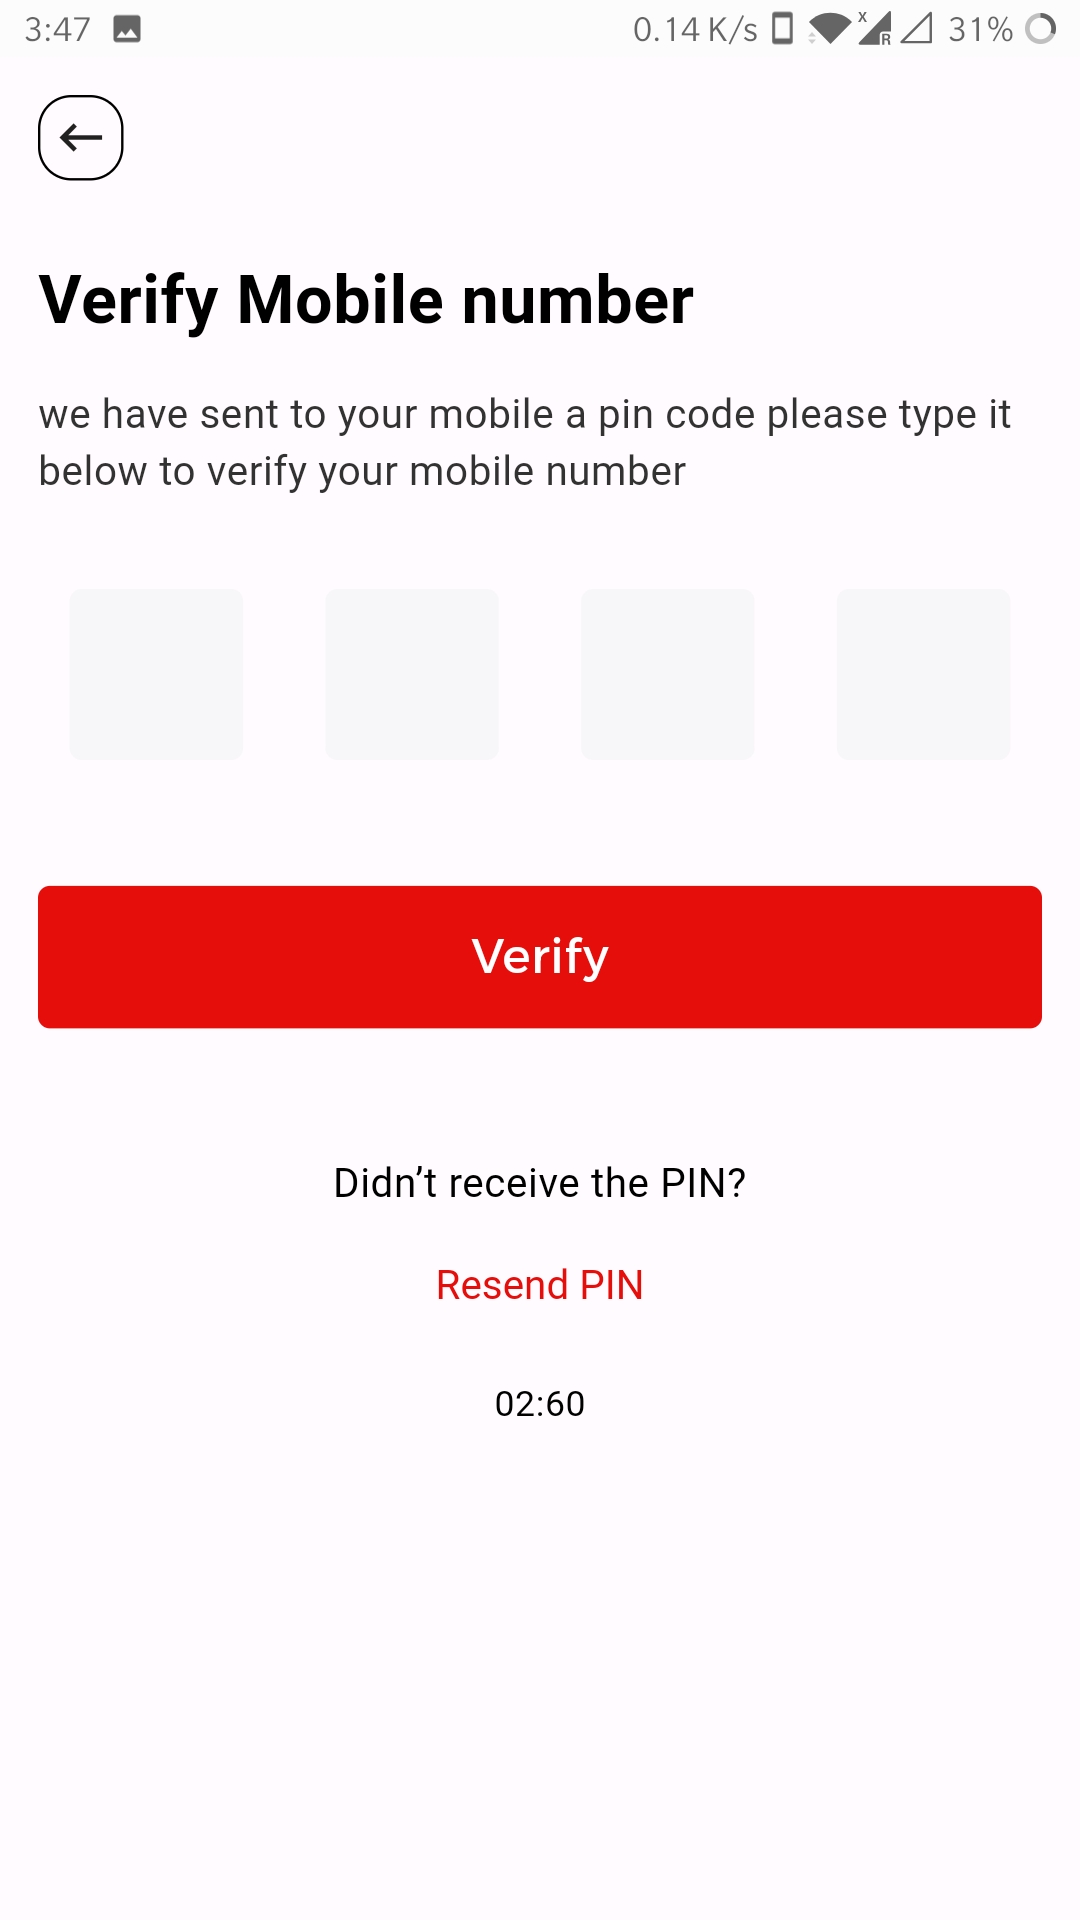 3:47 0.14 K/s x R 31%
Verify Mobile number
we have sent to your mobile a pin code please type it
below to verify your mobile number
Verify
Didn’t receive the PIN?
Resend PIN
02:60